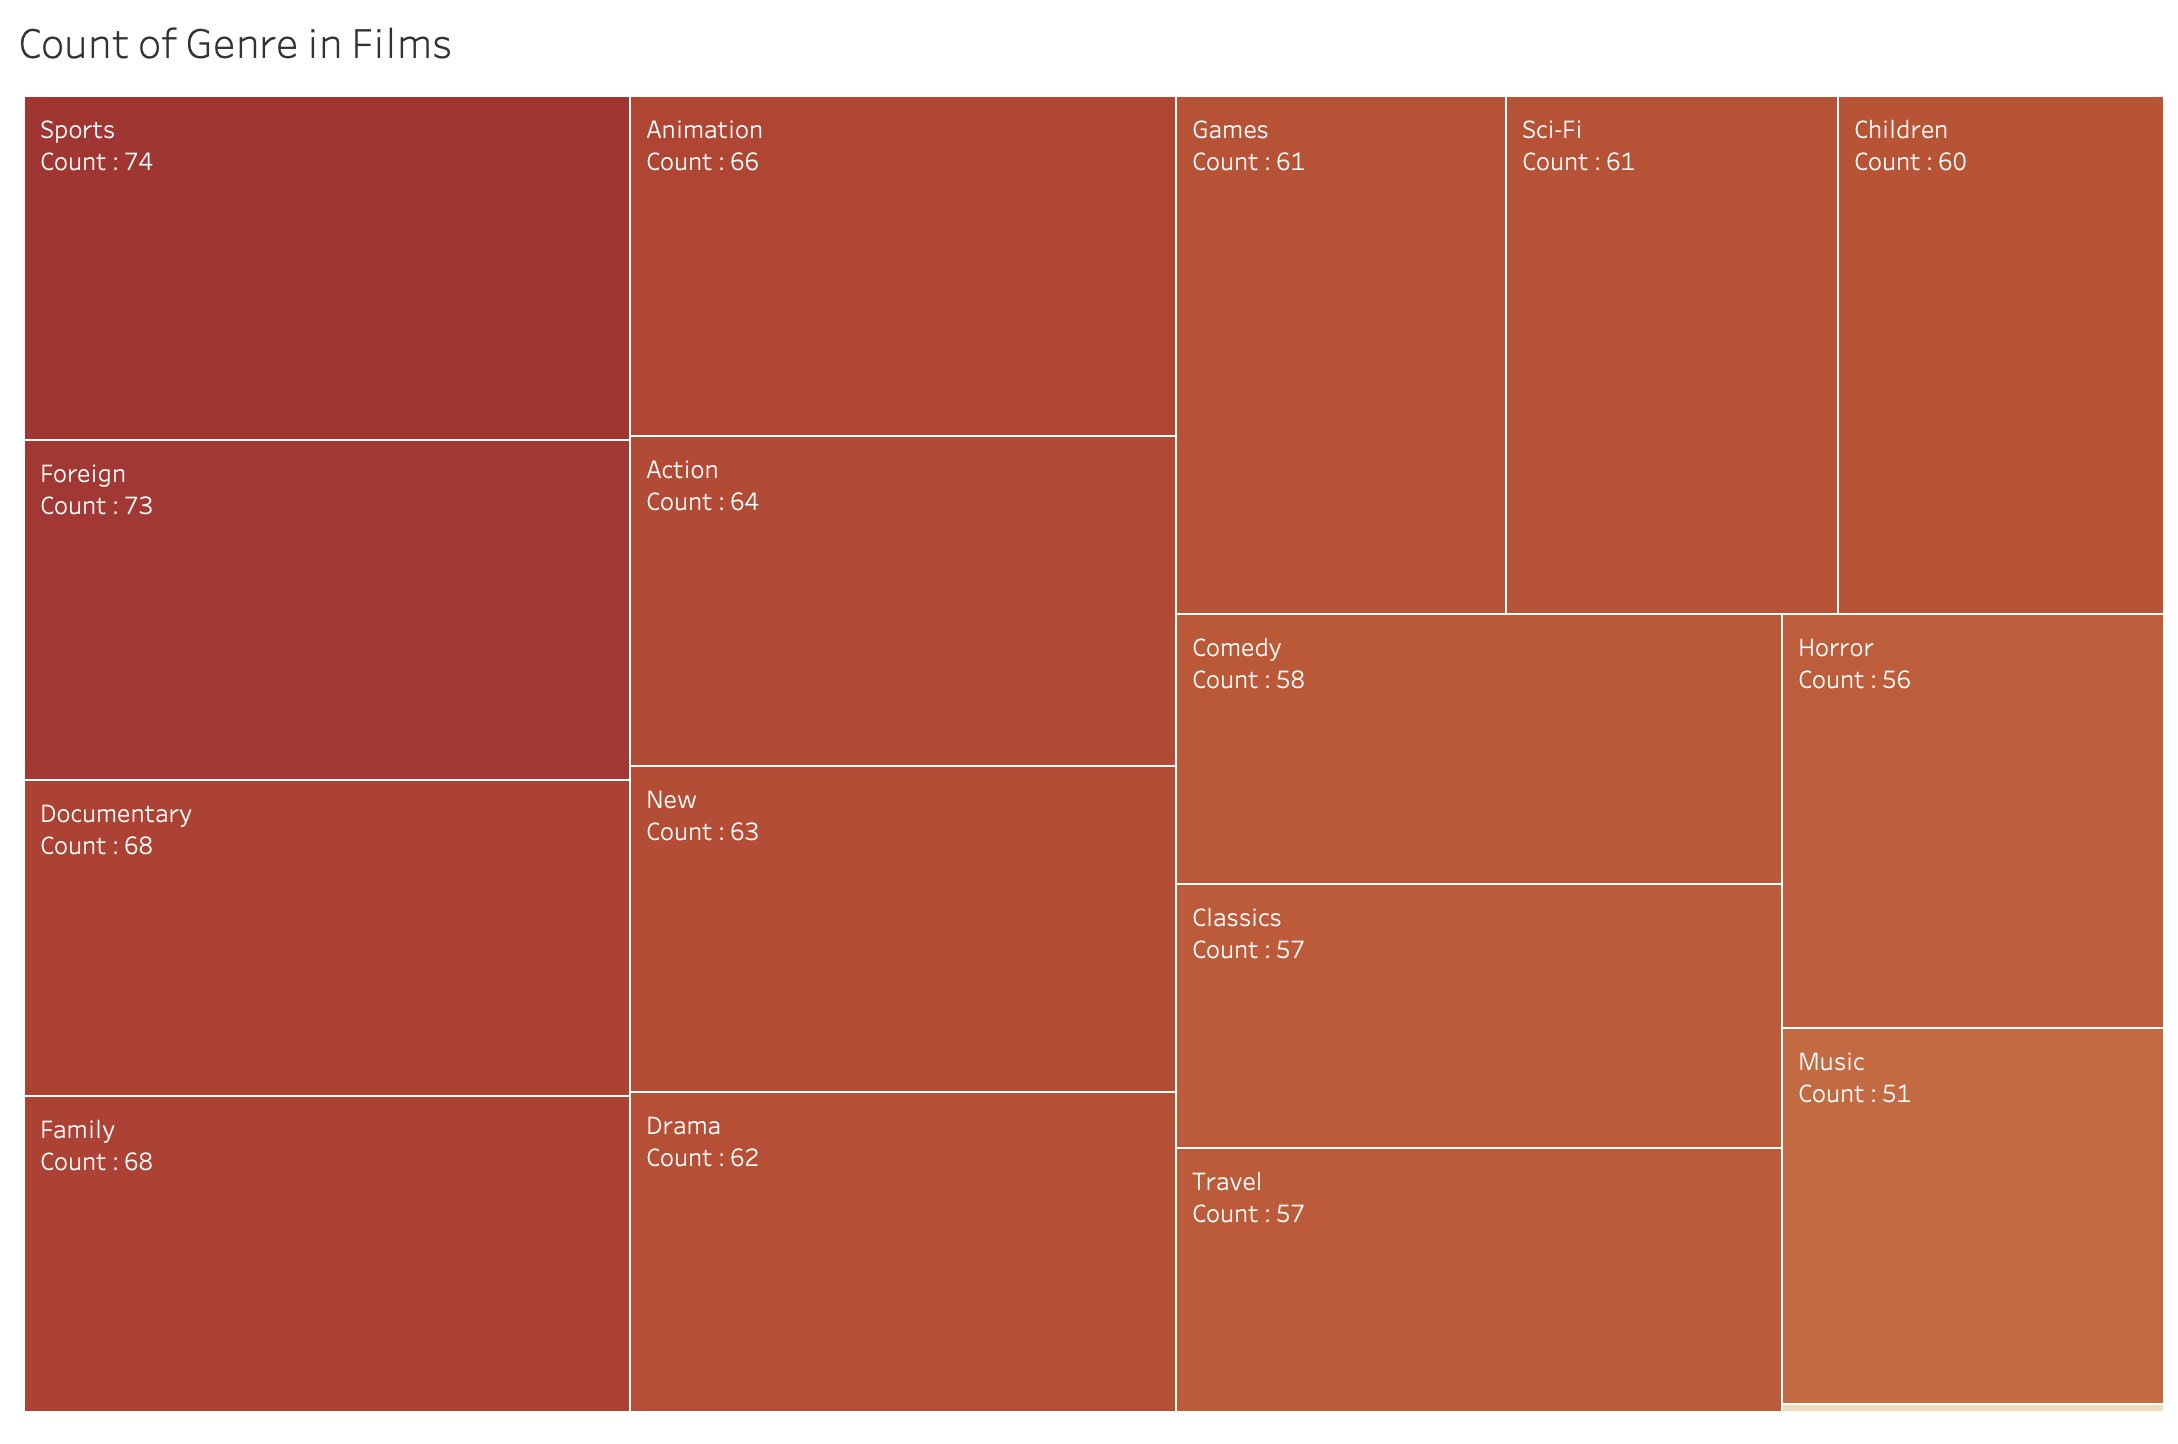 Count of Genre in Films
Sports
Count : 74
Foreign
Count : 73
Documentary
Count : 68
Family
Count : 68
Animation
Count : 66
Action
Count : 64
New
Count : 63
Drama
Count : 62
Games
Count : 61
Sci-Fi
Count : 61
Children
Count : 60
Comedy
Count : 58
Classics
Count : 57
Travel
Count : 57
Horror
Count : 56
Music
Count : 51